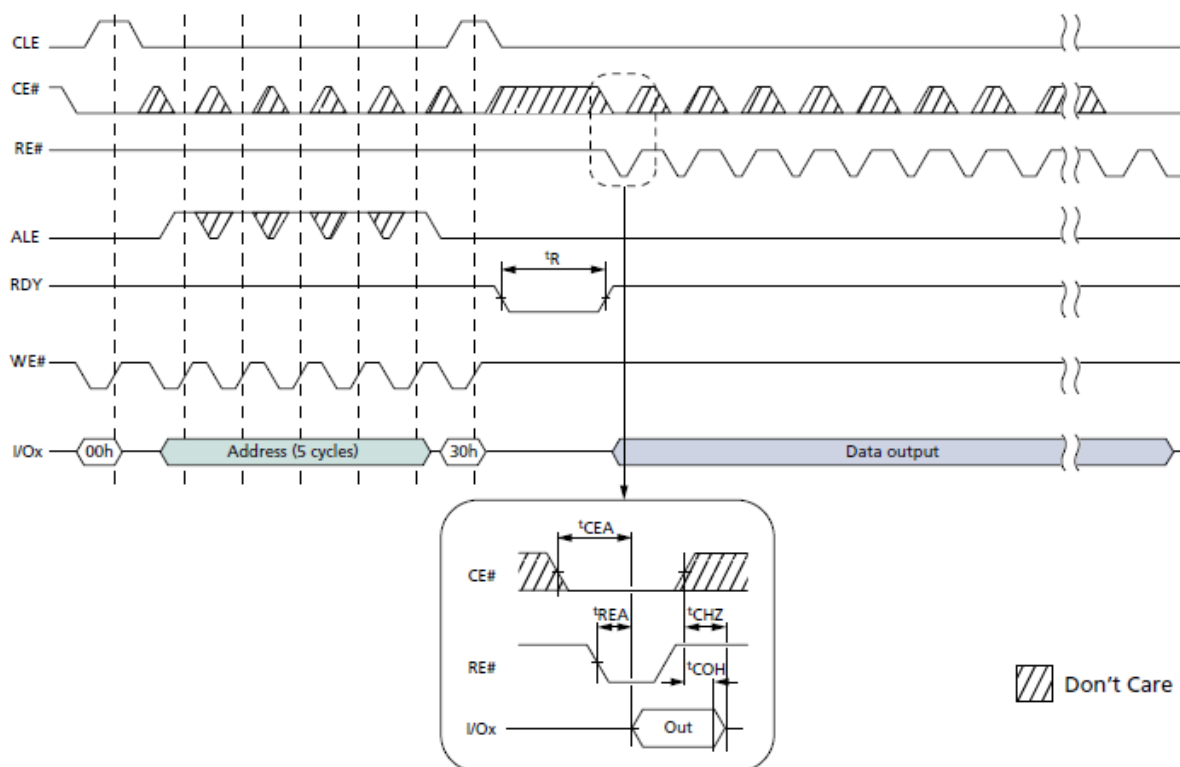 CLE
CE#
RE#
ALE
tR
RDY
WE#
I/Ox 00h Address (5 cycles) 30h Data output
tCEA
CE#
tREA tCHZ
RE# tCOH
I/Ox Out
Don't Care